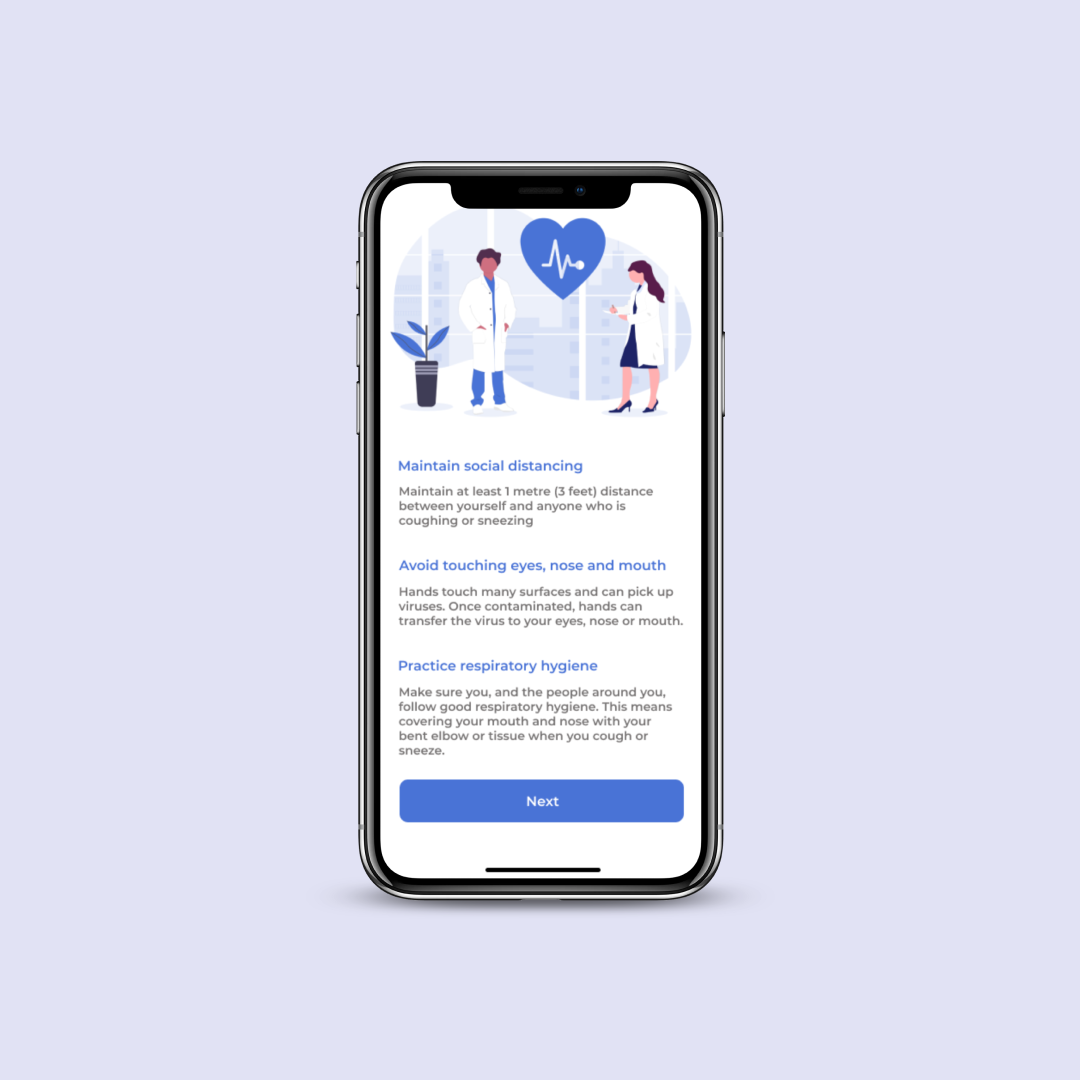 Maintain social distancing
Maintain at least 1 metre (3 feet) distance
between yourself and anyone who is
coughing or sneezing
Avoid touching eyes, nose and mouth
Hands touch many surfaces and can pick up
viruses. Once contaminated, hands can
transfer the virus to your eyes, nose or mouth.
Practice respiratory hygiene
Make sure you, and the people around you,
follow good respiratory hygiene. This means
covering your mouth and nose with your
bent elbow or tissue when you cough or
sneeze.
Next